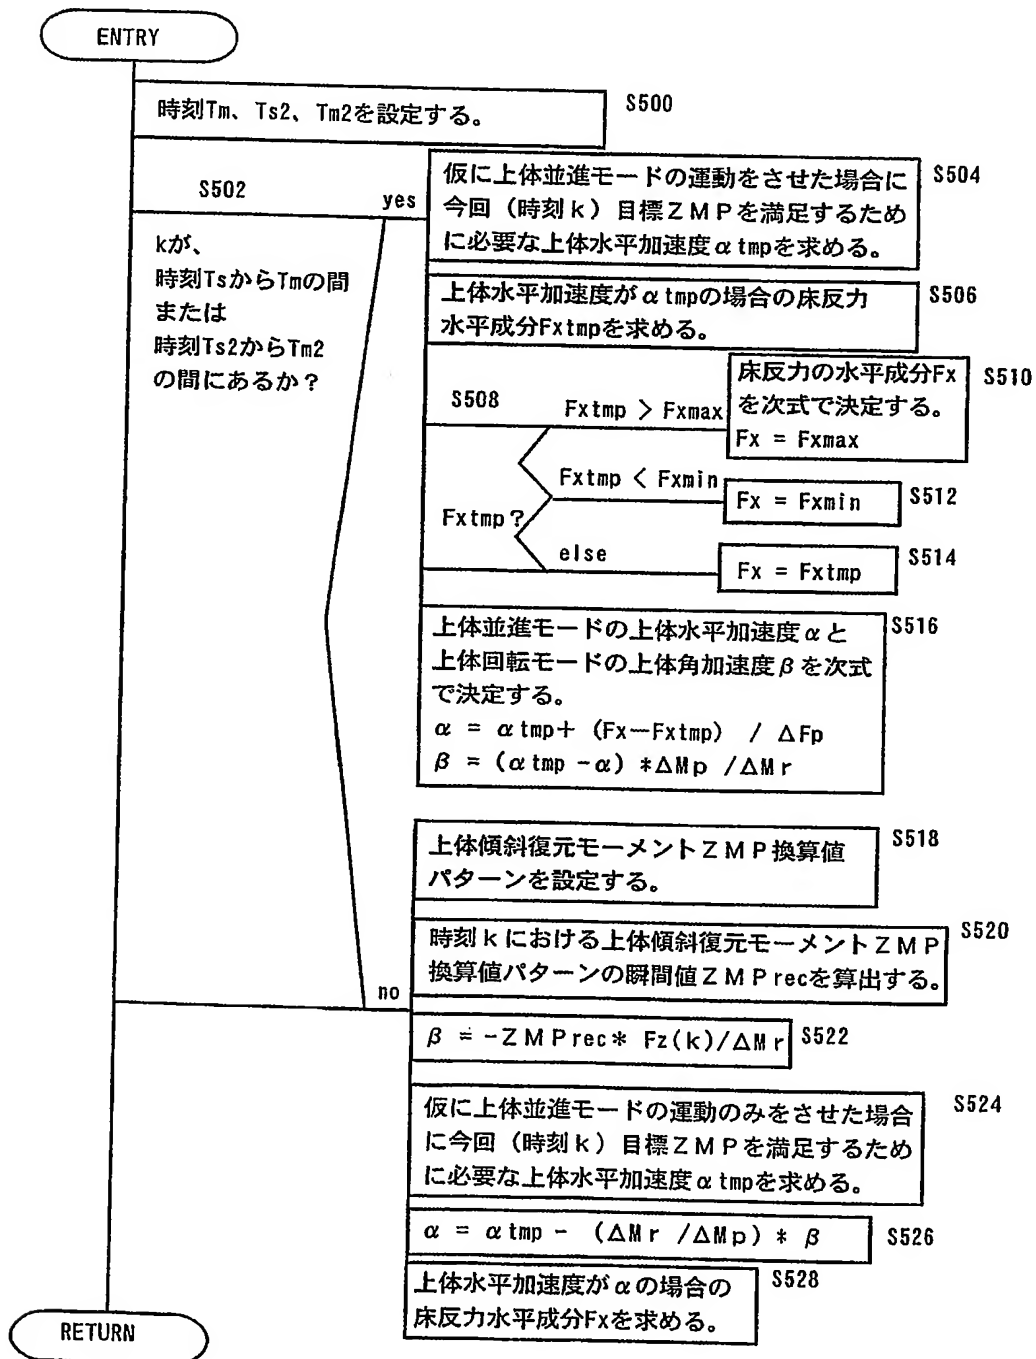 ENTRY
時刻Tm、Ts2、Tm2を設定する。
S500
S502
yes
kが、
時刻TsからTmの間
または
時刻Ts2からTm2
の間にあるか？
仮に上体並進モードの運動をさせた場合に
今回（時刻k）目標ZMPを満足するため
に必要な上体水平加速度αtmpを求める。
S504
上体水平加速度がαtmpの場合の床反力
水平成分Fxtmpを求める。
S506
S508
Fxtmp？
Fxtmp > Fxmax
床反力の水平成分Fx
を次式で決定する。
Fx = Fxmax
S510
Fxtmp < Fxmin
Fx = Fxmin
S512
else
Fx = Fxtmp
S514
上体並進モードの上体水平加速度αと
上体回転モードの上体角加速度βを次式
で決定する。
α = αtmp+ (Fx－Fxtmp) / ΔFp
β = (αtmp -α) *ΔMp /ΔMr
S516
no
上体傾斜復元モーメントZMP換算値
パターンを設定する。
S518
時刻kにおける上体傾斜復元モーメントZMP
換算値パターンの瞬間値ZMPrecを算出する。
S520
β = -ZMPrec* Fz(k)/ΔMr
S522
仮に上体並進モードの運動のみをさせた場合
に今回（時刻k）目標ZMPを満足するため
に必要な上体水平加速度αtmpを求める。
S524
α = αtmp - (ΔMr /ΔMp) * β
S526
上体水平加速度がαの場合の
床反力水平成分Fxを求める。
S528
RETURN